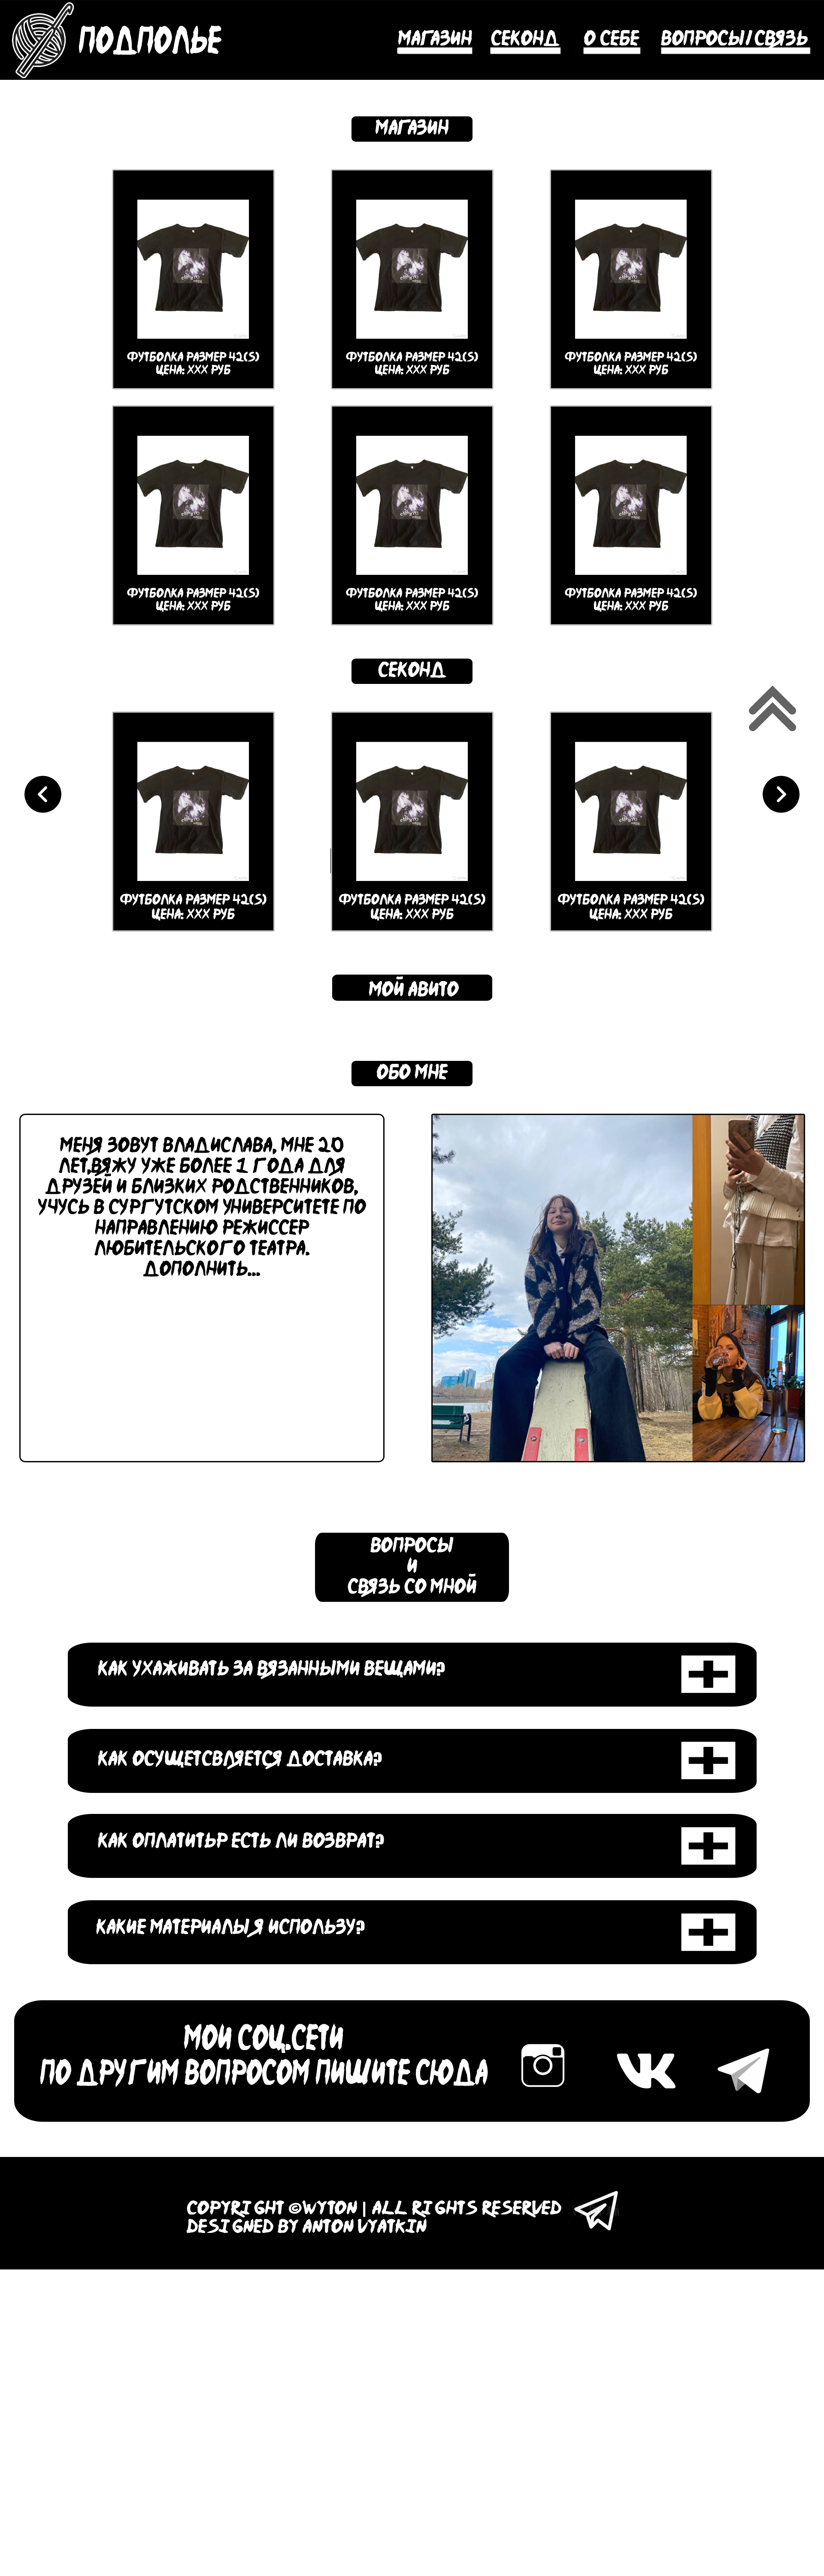 ПОДПОЛЬЕ
МАГАЗИН СЕКОНД О СЕБЕ ВОПРОСЫ/СВЯЗЬ
МАГАЗИН
ФУТБОЛКА РАЗМЕР 42(S)
ЦЕНА: XXX РУБ
ФУТБОЛКА РАЗМЕР 42(S)
ЦЕНА: XXX РУБ
ФУТБОЛКА РАЗМЕР 42(S)
ЦЕНА: XXX РУБ
ФУТБОЛКА РАЗМЕР 42(S)
ЦЕНА: XXX РУБ
ФУТБОЛКА РАЗМЕР 42(S)
ЦЕНА: XXX РУБ
ФУТБОЛКА РАЗМЕР 42(S)
ЦЕНА: XXX РУБ
СЕКОНД
ФУТБОЛКА РАЗМЕР 42(S)
ЦЕНА: XXX РУБ
ФУТБОЛКА РАЗМЕР 42(S)
ЦЕНА: XXX РУБ
ФУТБОЛКА РАЗМЕР 42(S)
ЦЕНА: XXX РУБ
МОЙ АВИТО
ОБО МНЕ
МЕНЯ ЗОВУТ ВЛАДИСЛАВА, МНЕ 20
ЛЕТ,ВЯЖУ УЖЕ БОЛЕЕ 1 ГОДА ДЛЯ
ДРУЗЕЙ И БЛИЗКИХ РОДСТВЕННИКОВ,
УЧУСЬ В СУРГУТСКОМ УНИВЕРСИТЕТЕ ПО
НАПРАВЛЕНИЮ РЕЖИССЕР
ЛЮБИТЕЛЬСКОГО ТЕАТРА.
ДОПОЛНИТЬ...
ВОПРОСЫ
И
СВЯЗЬ СО МНОЙ
КАК УХАЖИВАТЬ ЗА ВЯЗАННЫМИ ВЕЩАМИ?
КАК ОСУЩЕТСВЛЯЕТСЯ ДОСТАВКА?
КАК ОПЛАТИТЬР ЕСТЬ ЛИ ВОЗВРАТ?
КАКИЕ МАТЕРИАЛЫ Я ИСПОЛЬЗУ?
МОИ СОЦ.СЕТИ
ПО ДРУГИМ ВОПРОСОМ ПИШИТЕ СЮДА
VK
COPYRIGHT ©WYTON | ALL RIGHTS RESERVED
DESIGNED BY ANTON VYATKIN